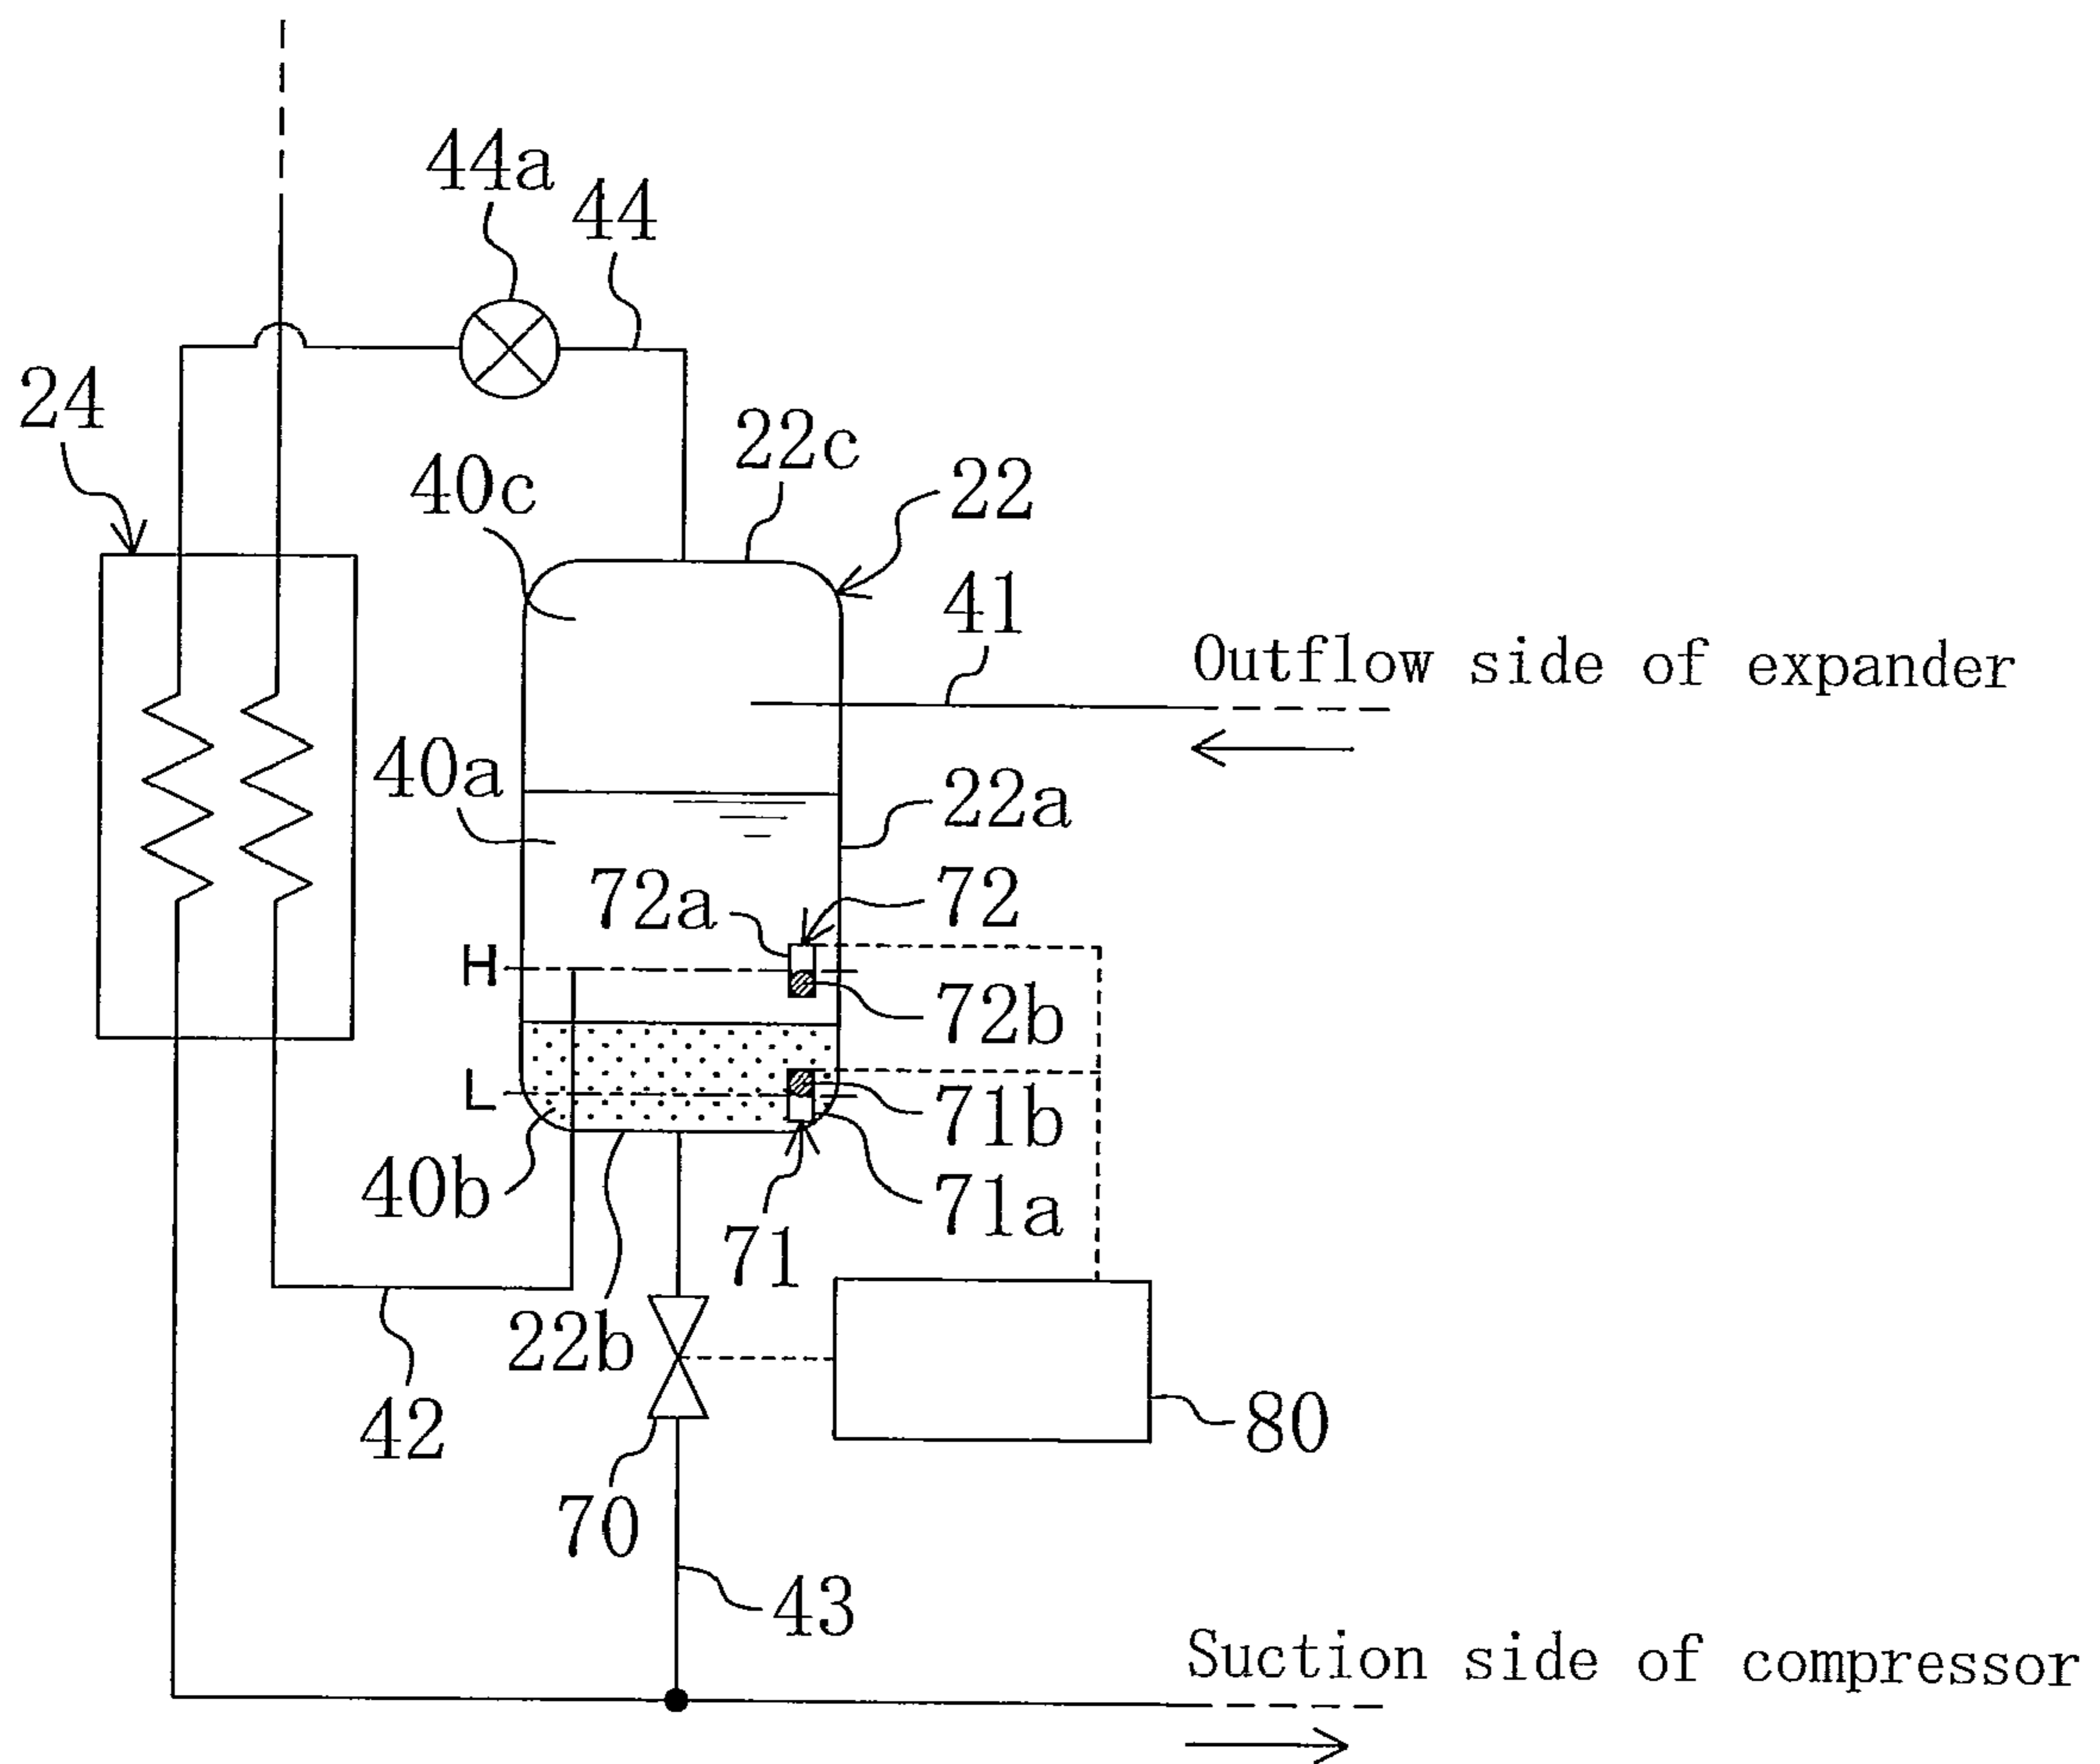 44a
44
24
22c
40c
22
41
Outflow side of expander
40a
22a
72a
72
H
72b
L
71b
40b
71a
71
22b
42
80
70
43
Suction side of compressor